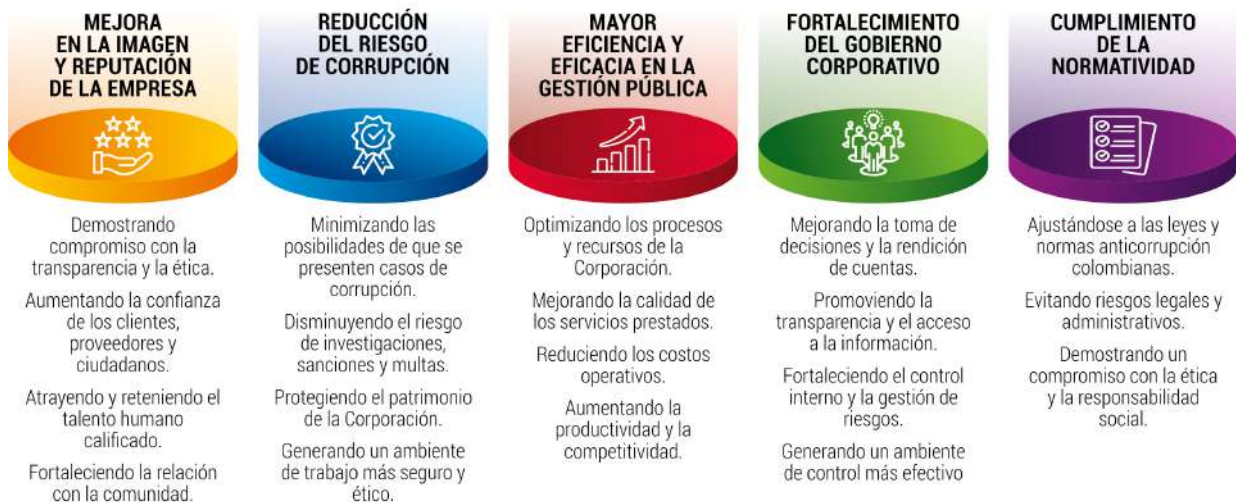 MEJORA
EN LA IMAGEN
Y REPUTACIÓN
DE LA EMPRESA
Demostrando
compromiso con la
transparencia y la ética.
Aumentando la confianza
de los clientes,
proveedores y
ciudadanos.
Atrayendo y reteniendo el
talento humano
calificado.
Fortaleciendo la relación
con la comunidad.
REDUCCIÓN
DEL RIESGO
DE CORRUPCIÓN
Minimizando las
posibilidades de que se
presenten casos de
corrupción.
Disminuyendo el riesgo
de investigaciones,
sanciones y multas.
Protegiendo el patrimonio
de la Corporación.
Generando un ambiente
de trabajo más seguro y
ético.
MAYOR
EFICIENCIA Y
EFICACIA EN LA
GESTIÓN PÚBLICA
Optimizando los procesos
y recursos de la
Corporación.
Mejorando la calidad de
los servicios prestados.
Reduciendo los costos
operativos.
Aumentando la
productividad y la
competitividad.
FORTALECIMIENTO
DEL GOBIERNO
CORPORATIVO
Mejorando la toma de
decisiones y la rendición
de cuentas.
Promoviendo la
transparencia y el acceso
a la información.
Fortaleciendo el control
interno y la gestión de
riesgos.
Generando un ambiente
de control más efectivo
CUMPLIMIENTO
DE LA
NORMATIVIDAD
Ajustándose a las leyes y
normas anticorrupción
colombianas.
Evitando riesgos legales y
administrativos.
Demostrando un
compromiso con la ética
y la responsabilidad
social.